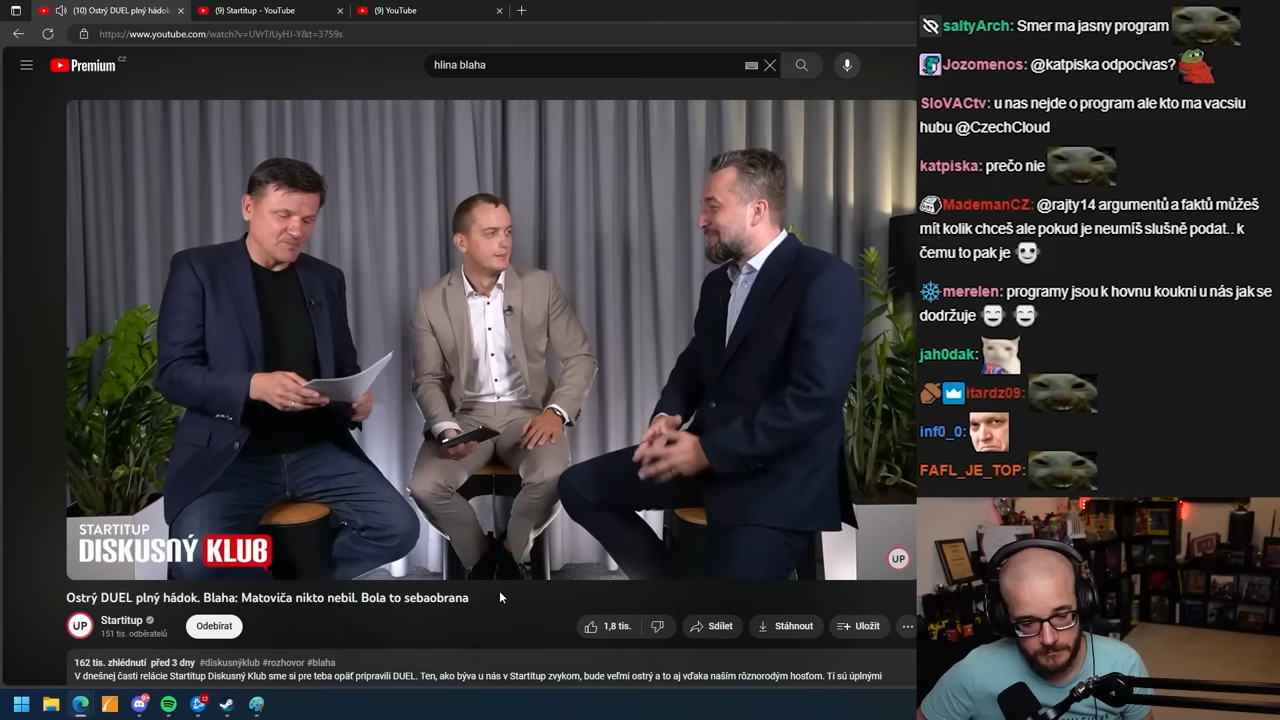 (10) Ostrý DUEL plný hádok
(9) Startitup - YouTube
(9) YouTube
https://www.youtube.com/watch?v=UVrTJUyHJ-Y&t=3759s
Premium CZ
hlina blaha
STARTITUP
DISKUSNÝ KLUB
UP
Ostrý DUEL plný hádok. Blaha: Matoviča nikto nebil. Bola to sebaobrana
UP
Startitup
151 tis. odběratelů
Odebírat
1,8 tis.
Sdílet
Stáhnout
Uložit
162 tis. zhlédnutí před 3 dny #diskusnýklub #rozhovor #blaha
V dnešnej časti relácie Startitup Diskusný Klub sme si pre teba opäť pripravili DUEL. Ten, ako býva u nás v Startitup zvykom, bude veľmi ostrý a to aj vďaka našim rôznorodým hosťom. Tí sú úplnými
saltyArch: Smer ma jasny program
Jozomenos: @katpiska odpocivas?
SloVACtv: u nas nejde o program ale kto ma vacsiu
hubu @CzechCloud
katpiska: prečo nie
MademanCZ: @rajty14 argumentů a faktů můžeš
mít kolik chceš ale pokud je neumíš slušně podat.. k
čemu to pak je
merelen: programy jsou k hovnu koukni u nás jak se
dodržuje
jah0dak:
itardz09:
inf0_0:
FAFL_JE_TOP: